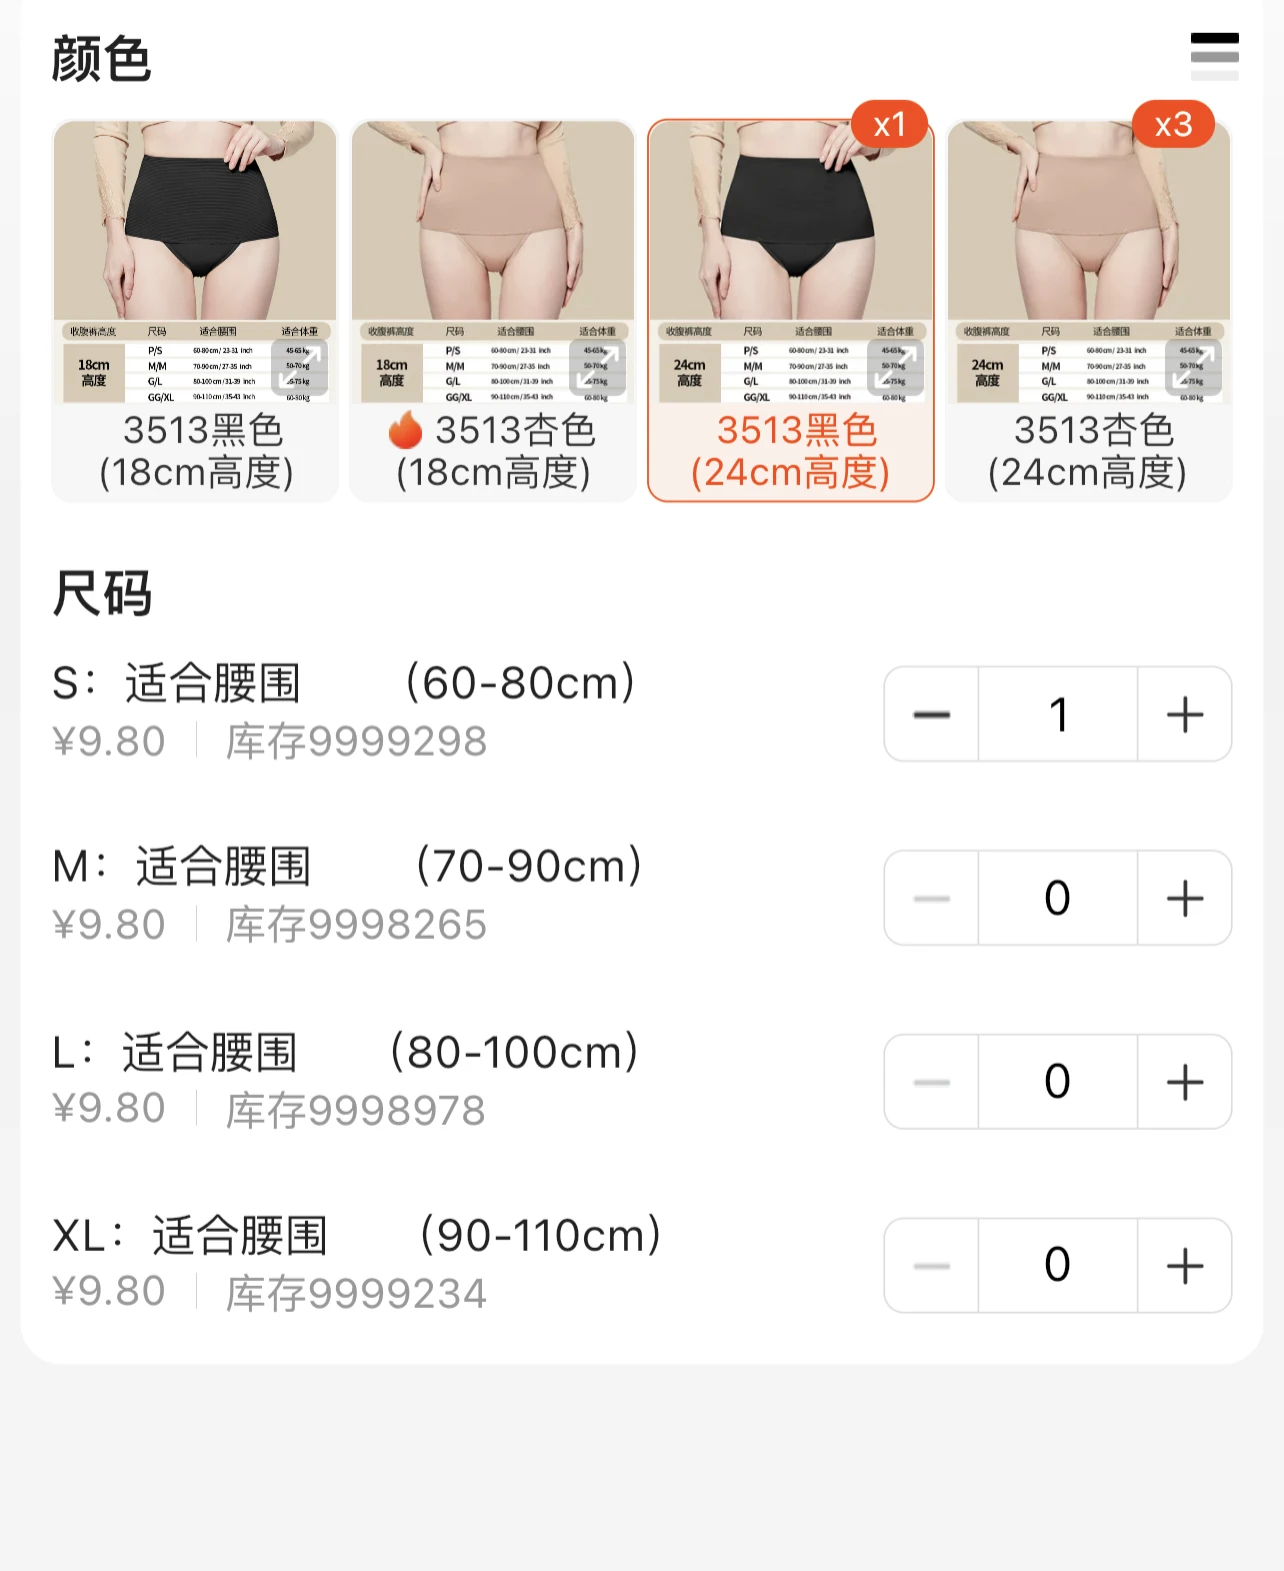 颜色
x1
x3
收腹裤高度 尺码 适合腰围 适合体重
18cm 高度
P/S 60-80cm/23-31 inch 45-65kg
M/M 70-90cm/27-35 inch 50-70kg
G/L 80-100cm/31-39 inch 55-75kg
GG/XL 90-110cm/35-43 inch 60-80kg
3513黑色
(18cm高度)
收腹裤高度 尺码 适合腰围 适合体重
18cm 高度
P/S 60-80cm/23-31 inch 45-65kg
M/M 70-90cm/27-35 inch 50-70kg
G/L 80-100cm/31-39 inch 55-75kg
GG/XL 90-110cm/35-43 inch 60-80kg
🔥 3513杏色
(18cm高度)
收腹裤高度 尺码 适合腰围 适合体重
24cm 高度
P/S 60-80cm/23-31 inch 45-65kg
M/M 70-90cm/27-35 inch 50-70kg
G/L 80-100cm/31-39 inch 55-75kg
GG/XL 90-110cm/35-43 inch 60-80kg
3513黑色
(24cm高度)
收腹裤高度 尺码 适合腰围 适合体重
24cm 高度
P/S 60-80cm/23-31 inch 45-65kg
M/M 70-90cm/27-35 inch 50-70kg
G/L 80-100cm/31-39 inch 55-75kg
GG/XL 90-110cm/35-43 inch 60-80kg
3513杏色
(24cm高度)
尺码
S：适合腰围 （60-80cm）
¥9.80 库存9999298
1
M：适合腰围 （70-90cm）
¥9.80 库存9998265
0
L：适合腰围 （80-100cm）
¥9.80 库存9998978
0
XL：适合腰围 （90-110cm）
¥9.80 库存9999234
0